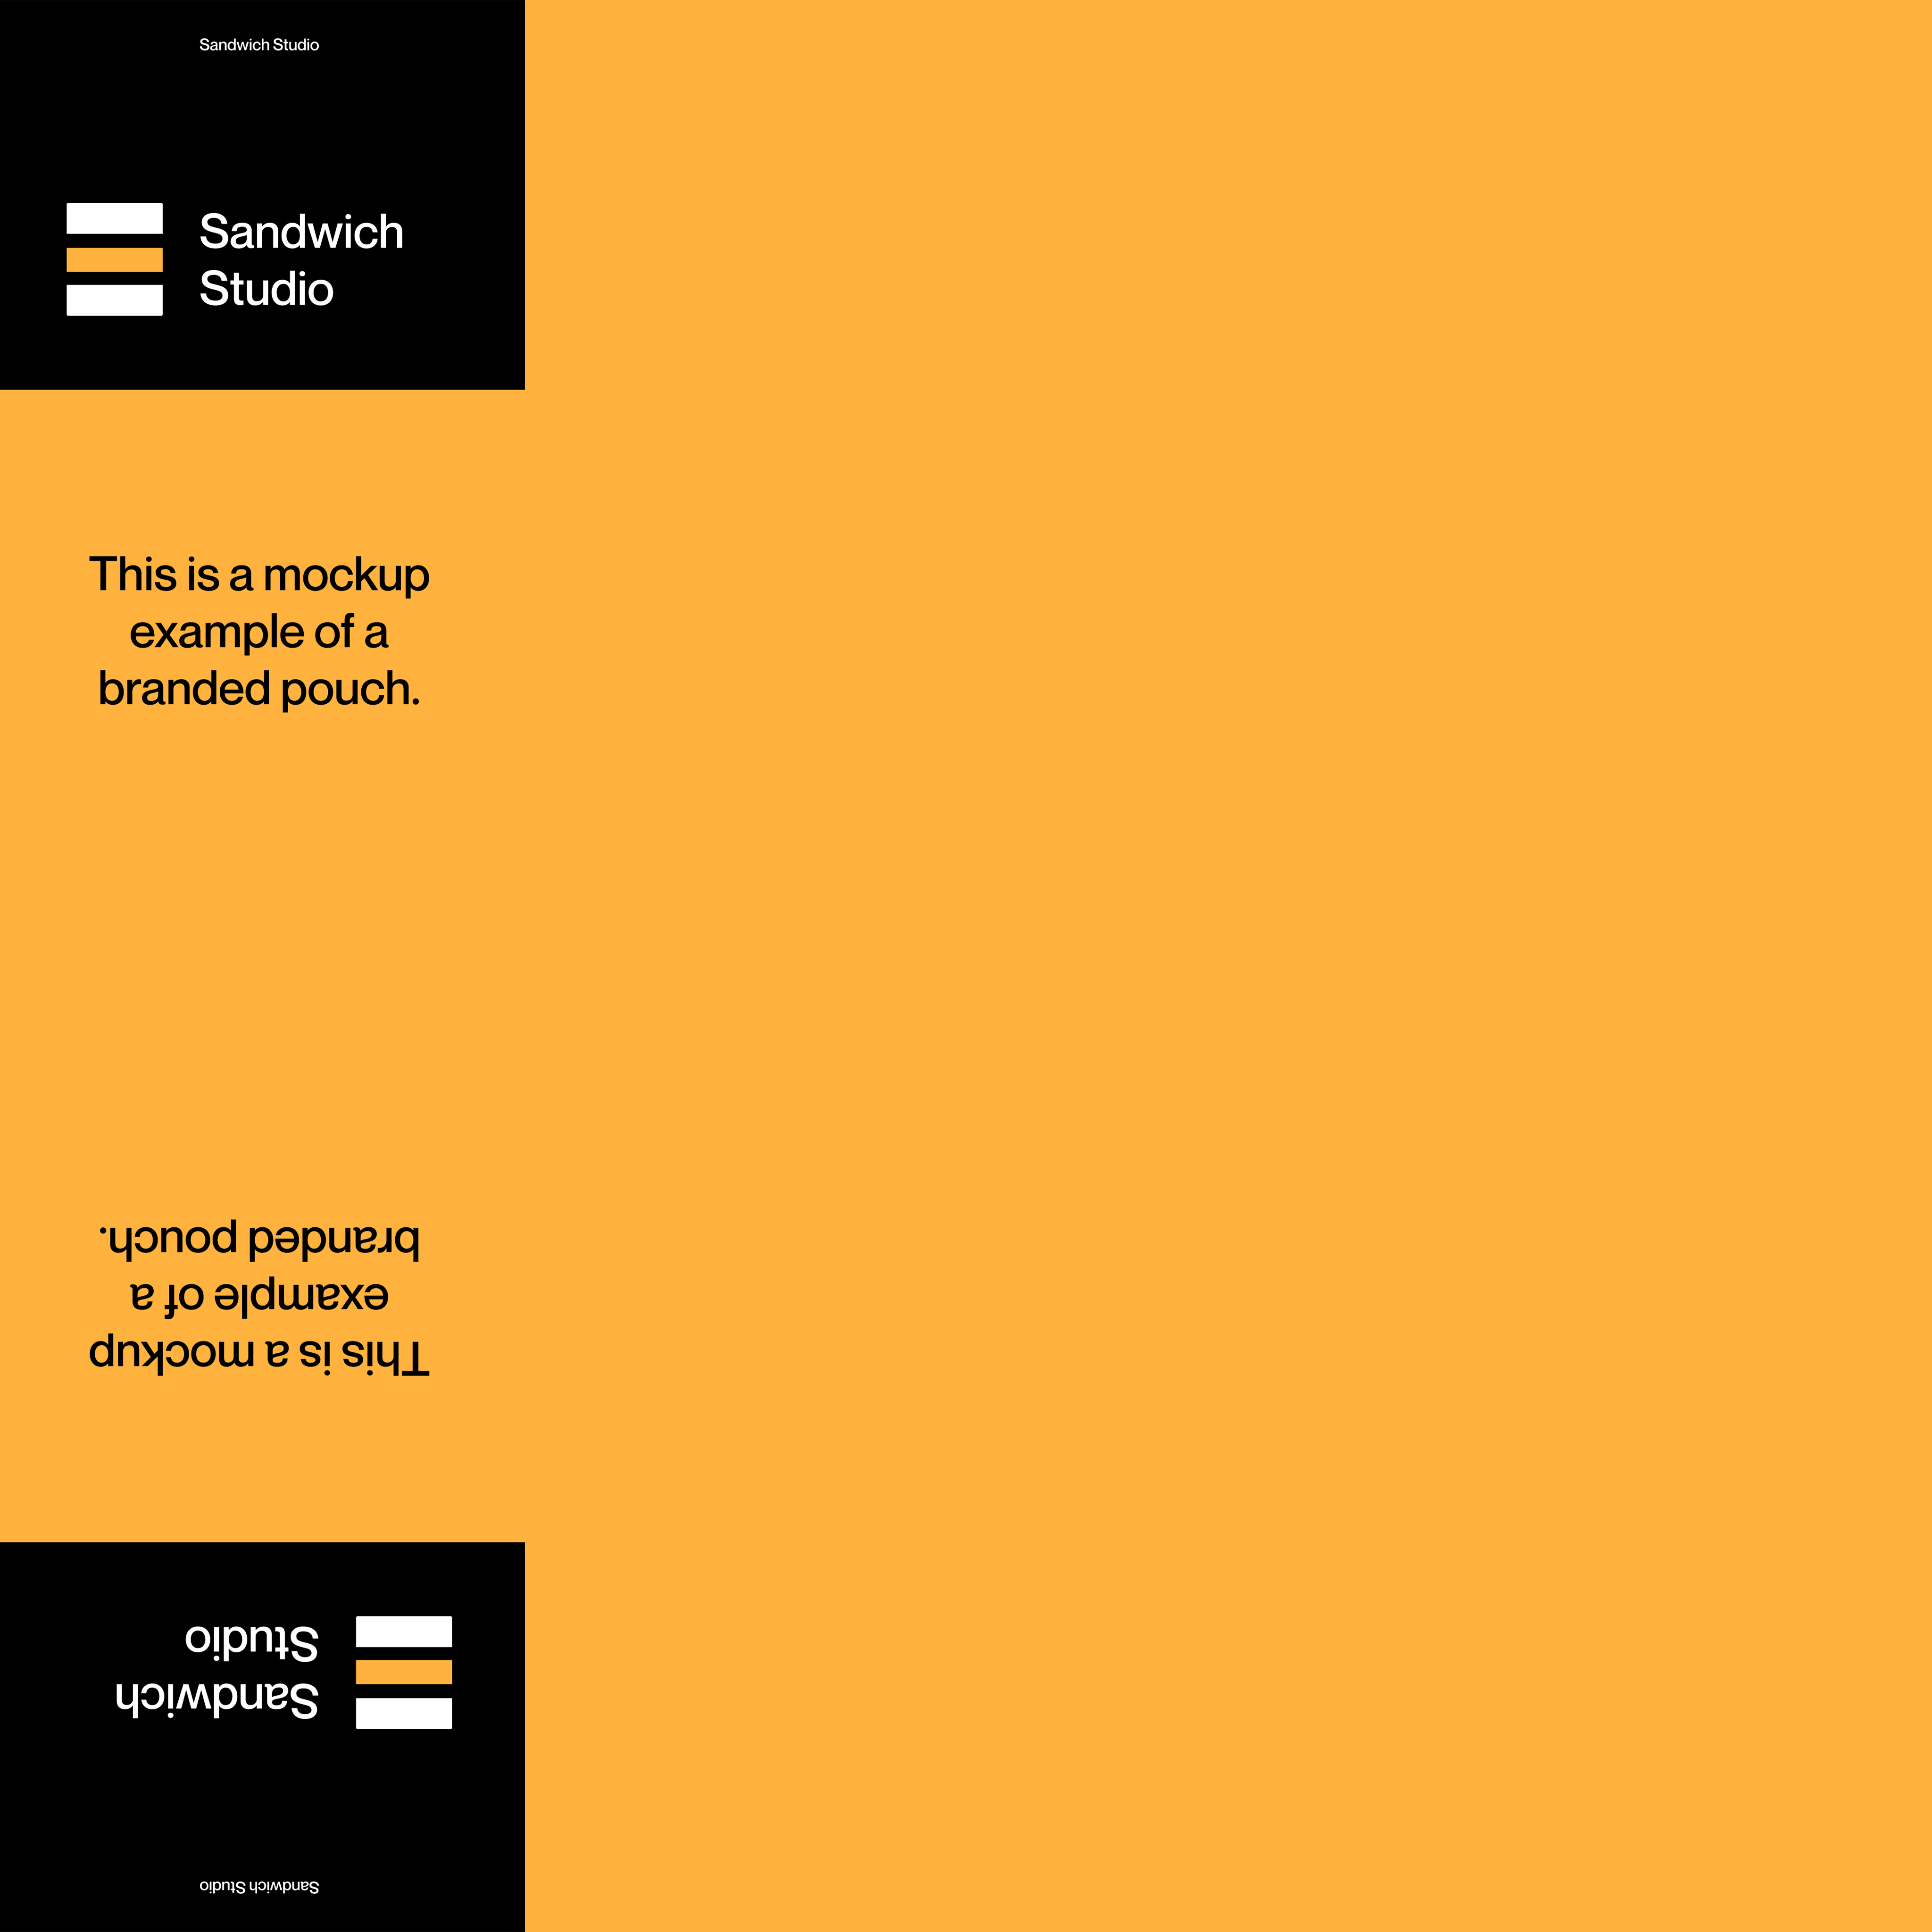 Sandwich Studio
Sandwich
Studio
This is a mockup
example of a
branded pouch.
This is a mockup
example of a
branded pouch.
Sandwich
Studio
Sandwich Studio